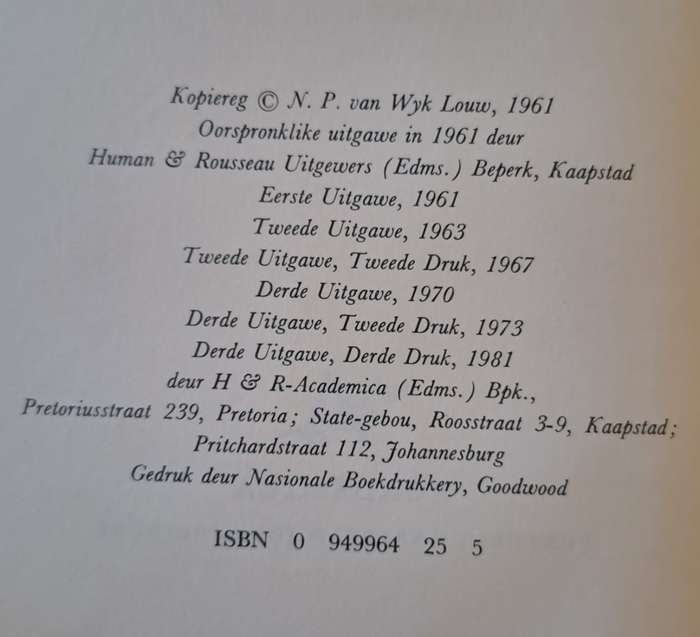 Kopiereg © N. P. van Wyk Louw, 1961
Oorspronklike uitgawe in 1961 deur
Human & Rousseau Uitgewers (Edms.) Beperk, Kaapstad
Eerste Uitgawe, 1961
Tweede Uitgawe, 1963
Tweede Uitgawe, Tweede Druk, 1967
Derde Uitgawe, 1970
Derde Uitgawe, Tweede Druk, 1973
Derde Uitgawe, Derde Druk, 1981
deur H & R-Academica (Edms.) Bpk.,
Pretoriusstraat 239, Pretoria; State-gebou, Roosstraat 3-9, Kaapstad;
Pritchardstraat 112, Johannesburg
Gedruk deur Nasionale Boekdrukkery, Goodwood
ISBN 0 949964 25 5